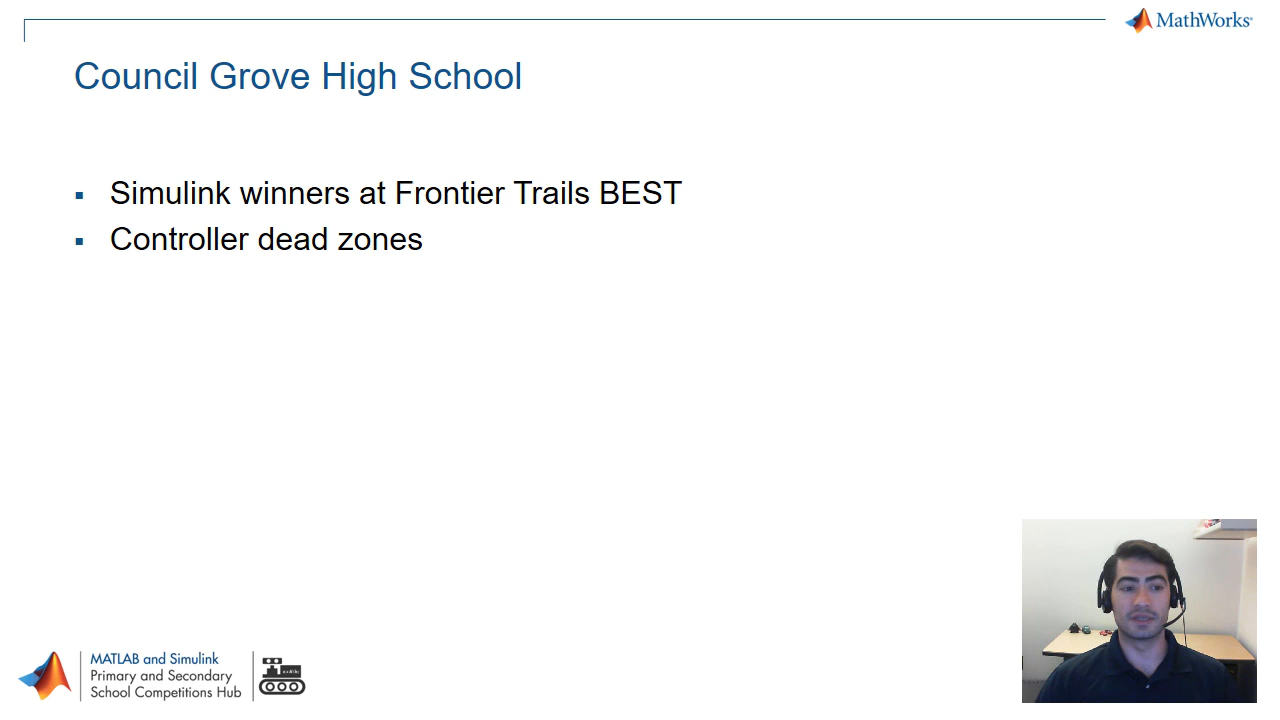 MathWorks
Council Grove High School
Simulink winners at Frontier Trails BEST
Controller dead zones
MATLAB and Simulink
Primary and Secondary
School Competitions Hub